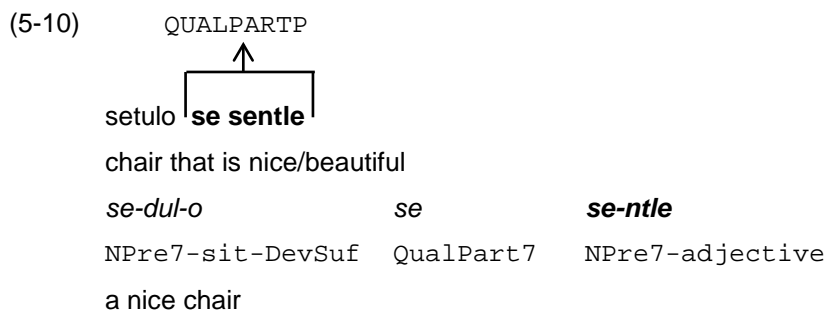 (5-10) QUALPARTP
setulo se sentle
chair that is nice/beautiful
se-dul-o se se-ntle
NPre7-sit-DevSuf QualPart7 NPre7-adjective
a nice chair